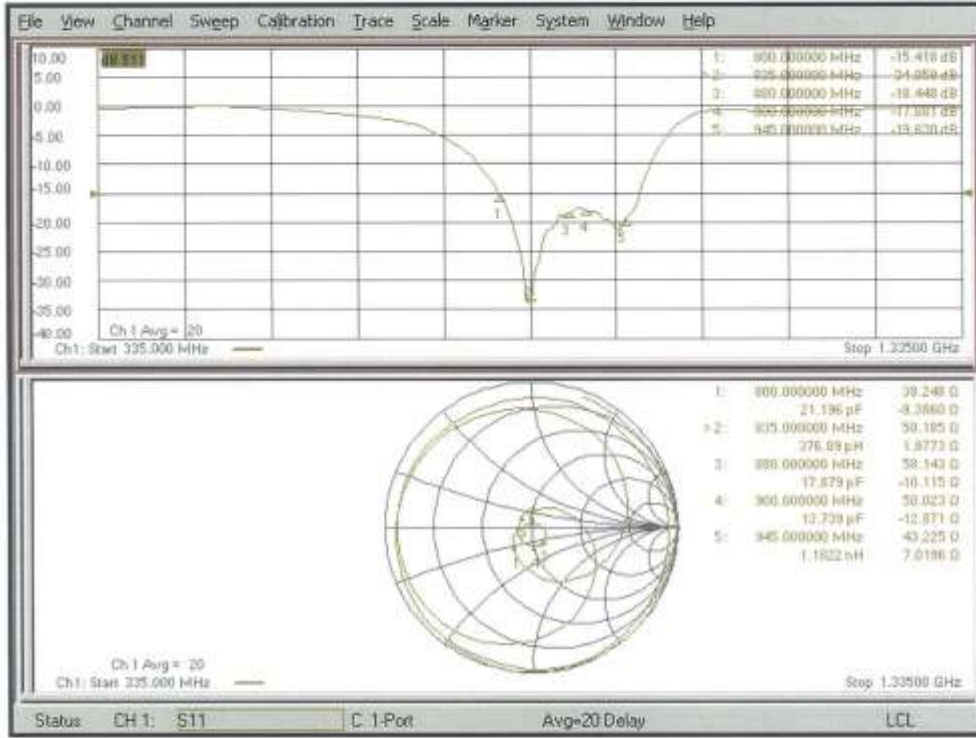 File View Channel Sweep Calibration Trace Scale Marker System Window Help
10.00
5.00
0.00
-5.00
-10.00
-15.00
-20.00
-25.00
-30.00
-35.00
-40.00
dB S11
1: 800.000000 MHz -15.418 dB
> 2: 835.000000 MHz -34.059 dB
3: 880.000000 MHz -18.448 dB
4: 900.000000 MHz
5: 945.000000 MHz -19.630 dB
1
2
3
4
5
Ch 1 Avg = 20
Ch1: Start 335.000 MHz
Stop 1.33500 GHz
1: 800.000000 MHz 38.248 Ω
21.196 pF -9.3860 Ω
> 2: 835.000000 MHz 50.185 Ω
376.89 pH 1.9773 Ω
3: 880.000000 MHz 58.143 Ω
17.879 pF -10.115 Ω
4: 900.000000 MHz 50.023 Ω
13.739 pF -12.871 Ω
5: 945.000000 MHz 43.225 Ω
1.1822 nH 7.0196 Ω
Ch 1 Avg = 20
Ch1: Start 335.000 MHz
Stop 1.33500 GHz
Status CH 1: S11 C 1-Port Avg=20 Delay LCL